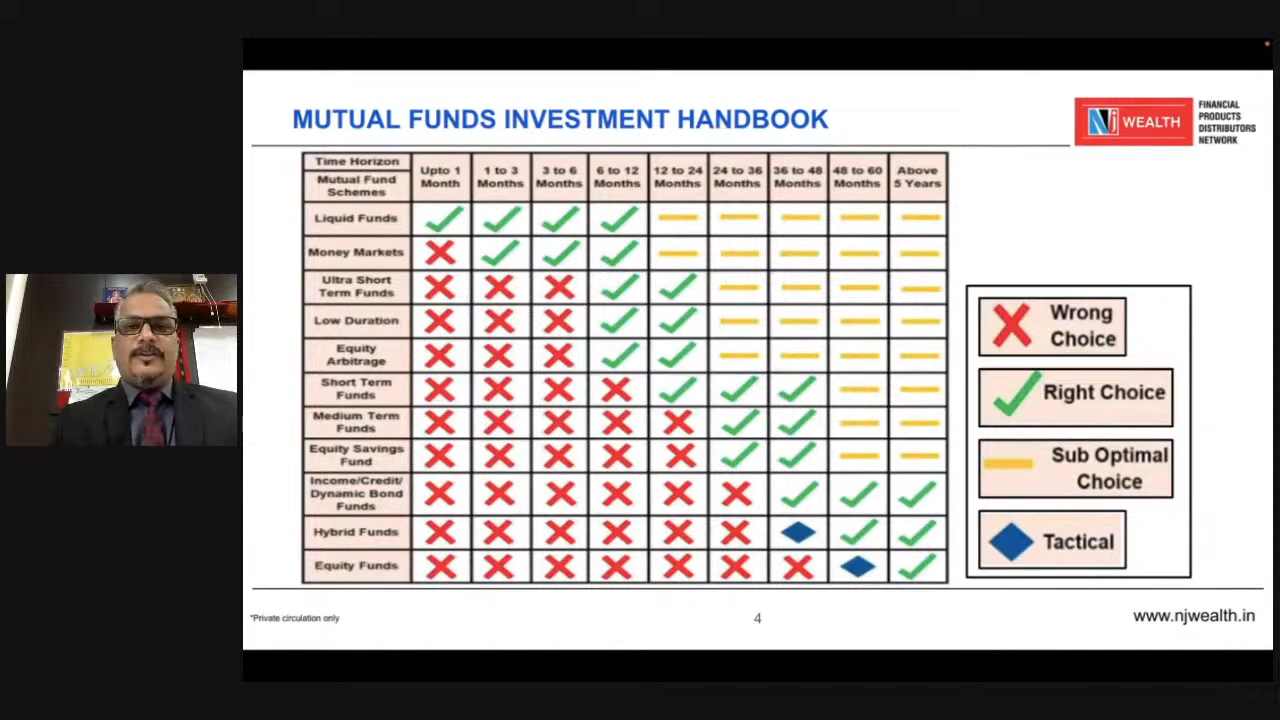 MUTUAL FUNDS INVESTMENT HANDBOOK
Nj WEALTH
FINANCIAL
PRODUCTS
DISTRIBUTORS
NETWORK
Time Horizon
Mutual Fund
Schemes
Upto 1
Month
1 to 3
Months
3 to 6
Months
6 to 12
Months
12 to 24
Months
24 to 36
Months
36 to 48
Months
48 to 60
Months
Above
5 Years
Liquid Funds
Money Markets
Ultra Short
Term Funds
Low Duration
Equity
Arbitrage
Short Term
Funds
Medium Term
Funds
Equity Savings
Fund
Income/Credit/
Dynamic Bond
Funds
Hybrid Funds
Equity Funds
Wrong
Choice
Right Choice
Sub Optimal
Choice
Tactical
*Private circulation only
4
www.njwealth.in